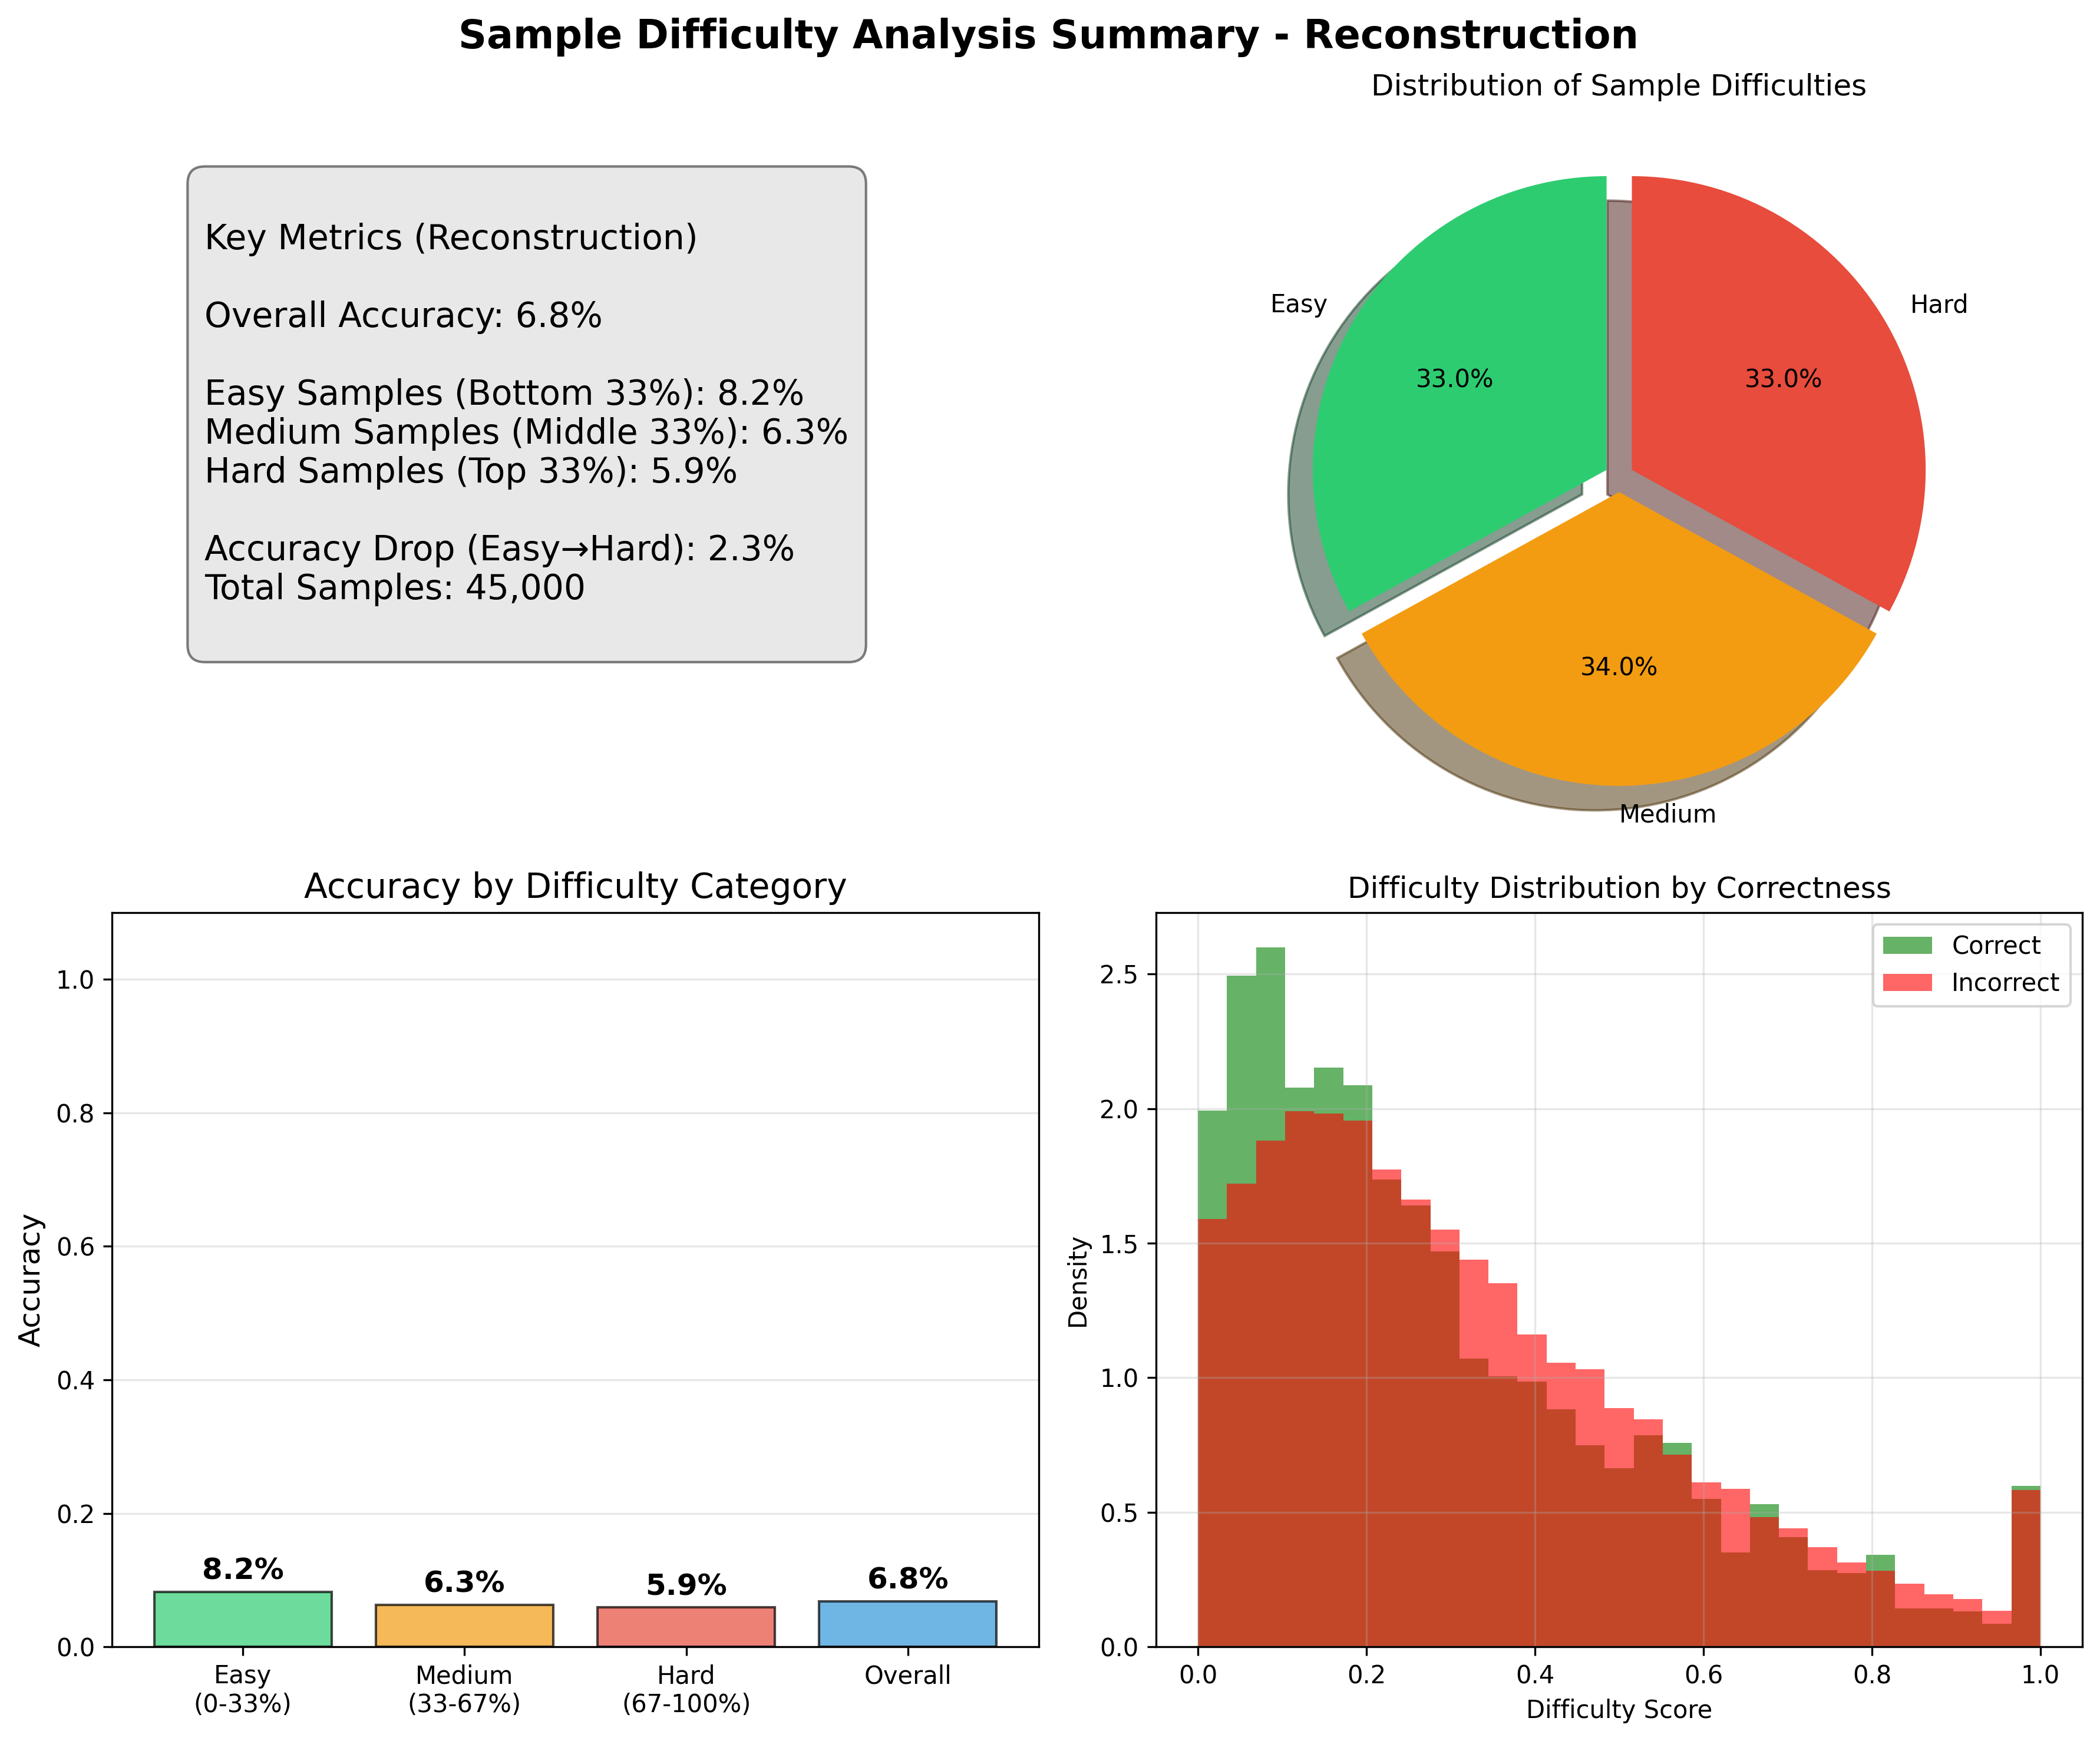 Sample Difficulty Analysis Summary - Reconstruction
Key Metrics (Reconstruction)
Overall Accuracy: 6.8%
Easy Samples (Bottom 33%): 8.2%
Medium Samples (Middle 33%): 6.3%
Hard Samples (Top 33%): 5.9%
Accuracy Drop (Easy→Hard): 2.3%
Total Samples: 45,000
Distribution of Sample Difficulties
Easy
Hard
33.0%
33.0%
34.0%
Medium
Accuracy by Difficulty Category
Accuracy
1.0
0.8
0.6
0.4
0.2
0.0
8.2%
6.3%
5.9%
6.8%
Easy
(0-33%)
Medium
(33-67%)
Hard
(67-100%)
Overall
Difficulty Distribution by Correctness
Correct
Incorrect
Density
2.5
2.0
1.5
1.0
0.5
0.0
0.0 0.2 0.4 0.6 0.8 1.0
Difficulty Score